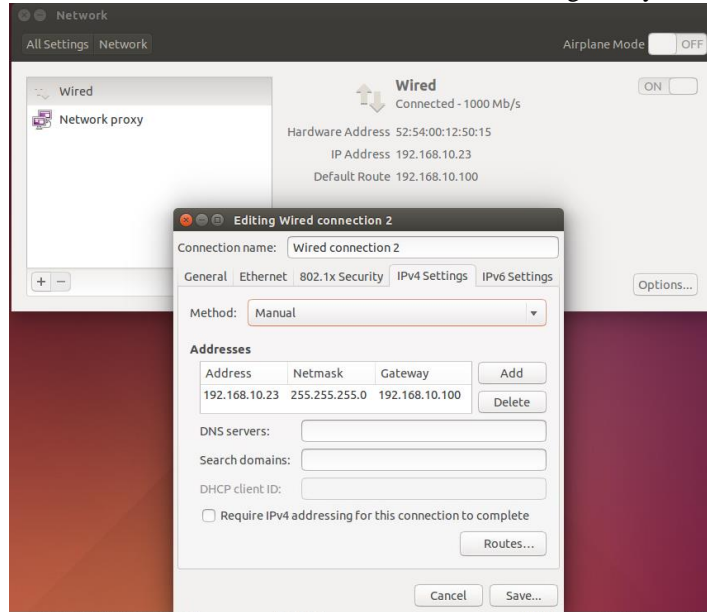 Network
All Settings Network Airplane Mode OFF
Wired
Network proxy
Wired ON
Connected - 1000 Mb/s
Hardware Address 52:54:00:12:50:15
IP Address 192.168.10.23
Default Route 192.168.10.100
+ -
Options...
Editing Wired connection 2
Connection name: Wired connection 2
General Ethernet 802.1x Security IPv4 Settings IPv6 Settings
Method: Manual
Addresses
Address Netmask Gateway Add
192.168.10.23 255.255.255.0 192.168.10.100 Delete
DNS servers:
Search domains:
DHCP client ID:
Require IPv4 addressing for this connection to complete
Routes...
Cancel Save...